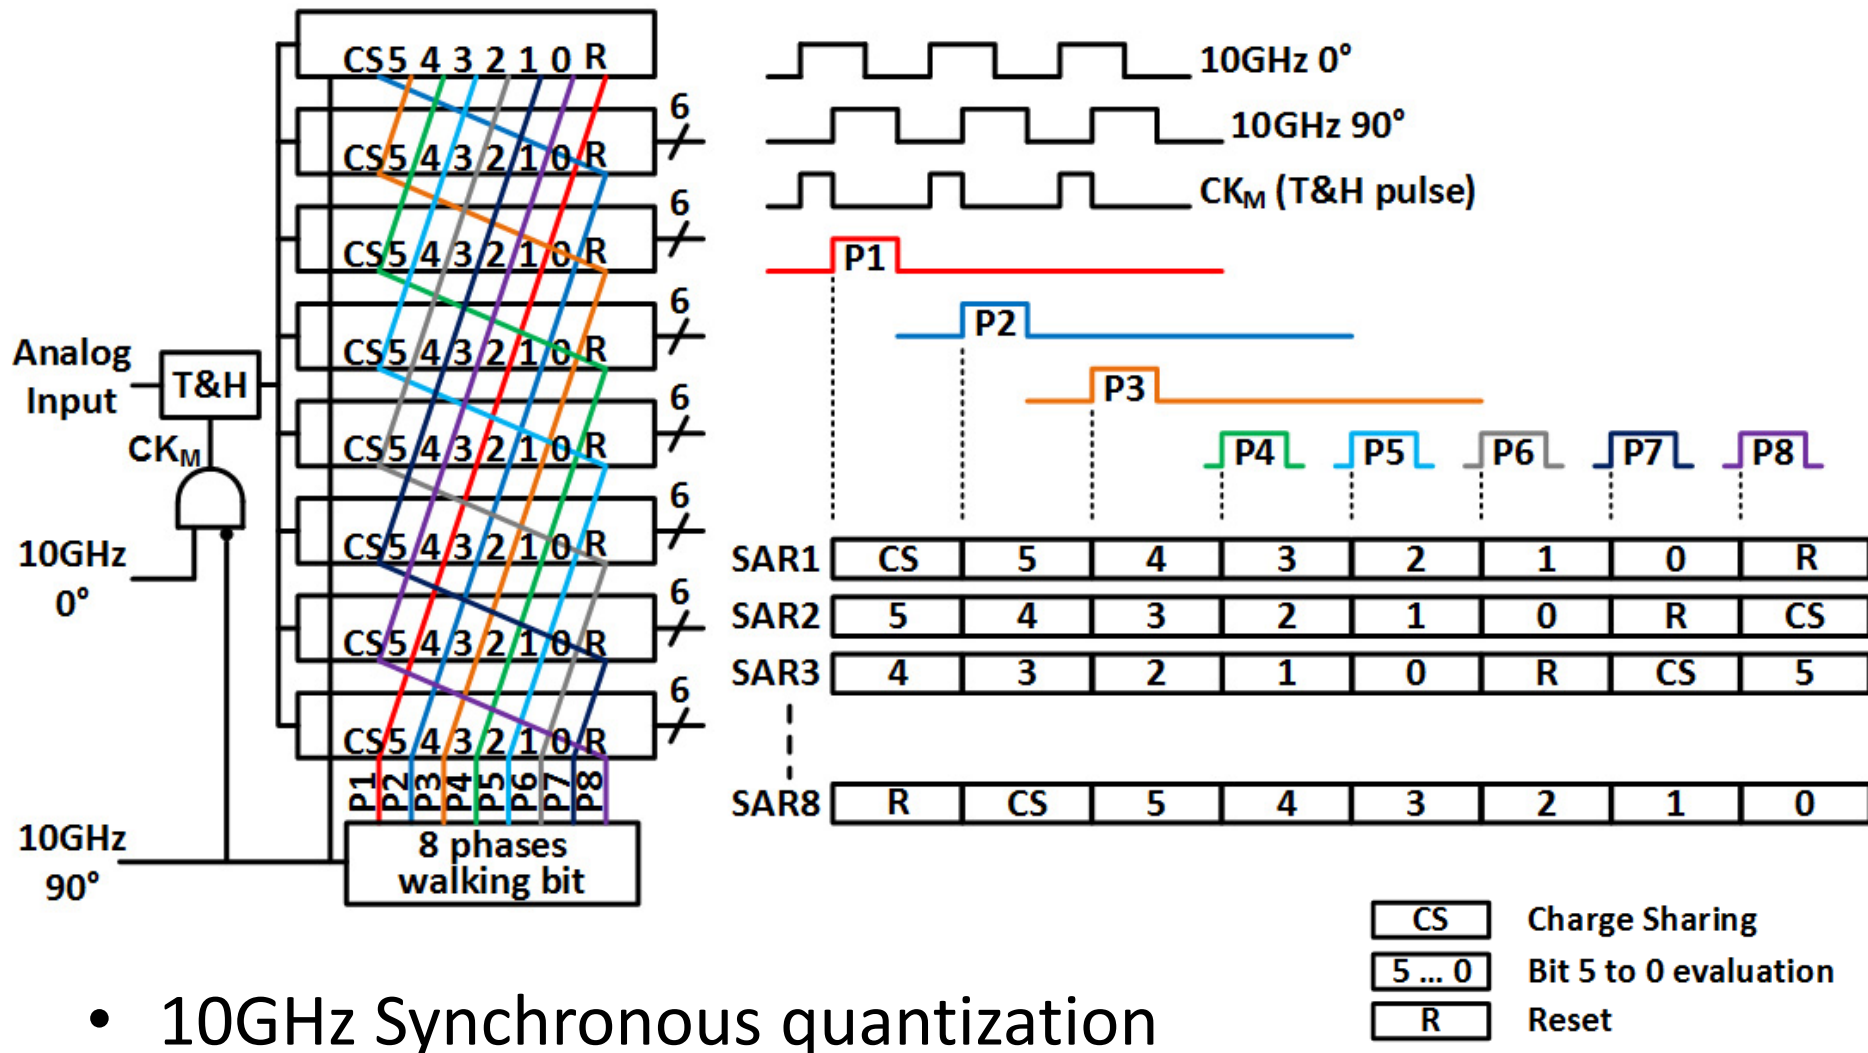 CS 5 4 3 2 1 0 R
CS 5 4 3 2 1 0 R
6
CS 5 4 3 2 1 0 R
6
CS 5 4 3 2 1 0 R
6
CS 5 4 3 2 1 0 R
6
CS 5 4 3 2 1 0 R
6
CS 5 4 3 2 1 0 R
6
CS 5 4 3 2 1 0 R
6
Analog
Input
T&H
CKM
10GHz
0°
10GHz
90°
P1 P2 P3 P4 P5 P6 P7 P8
8 phases
walking bit
10GHz 0°
10GHz 90°
CKM (T&H pulse)
P1
P2
P3
P4 P5 P6 P7 P8
SAR1 CS 5 4 3 2 1 0 R
SAR2 5 4 3 2 1 0 R CS
SAR3 4 3 2 1 0 R CS 5
SAR8 R CS 5 4 3 2 1 0
CS Charge Sharing
5 ... 0 Bit 5 to 0 evaluation
R Reset
• 10GHz Synchronous quantization